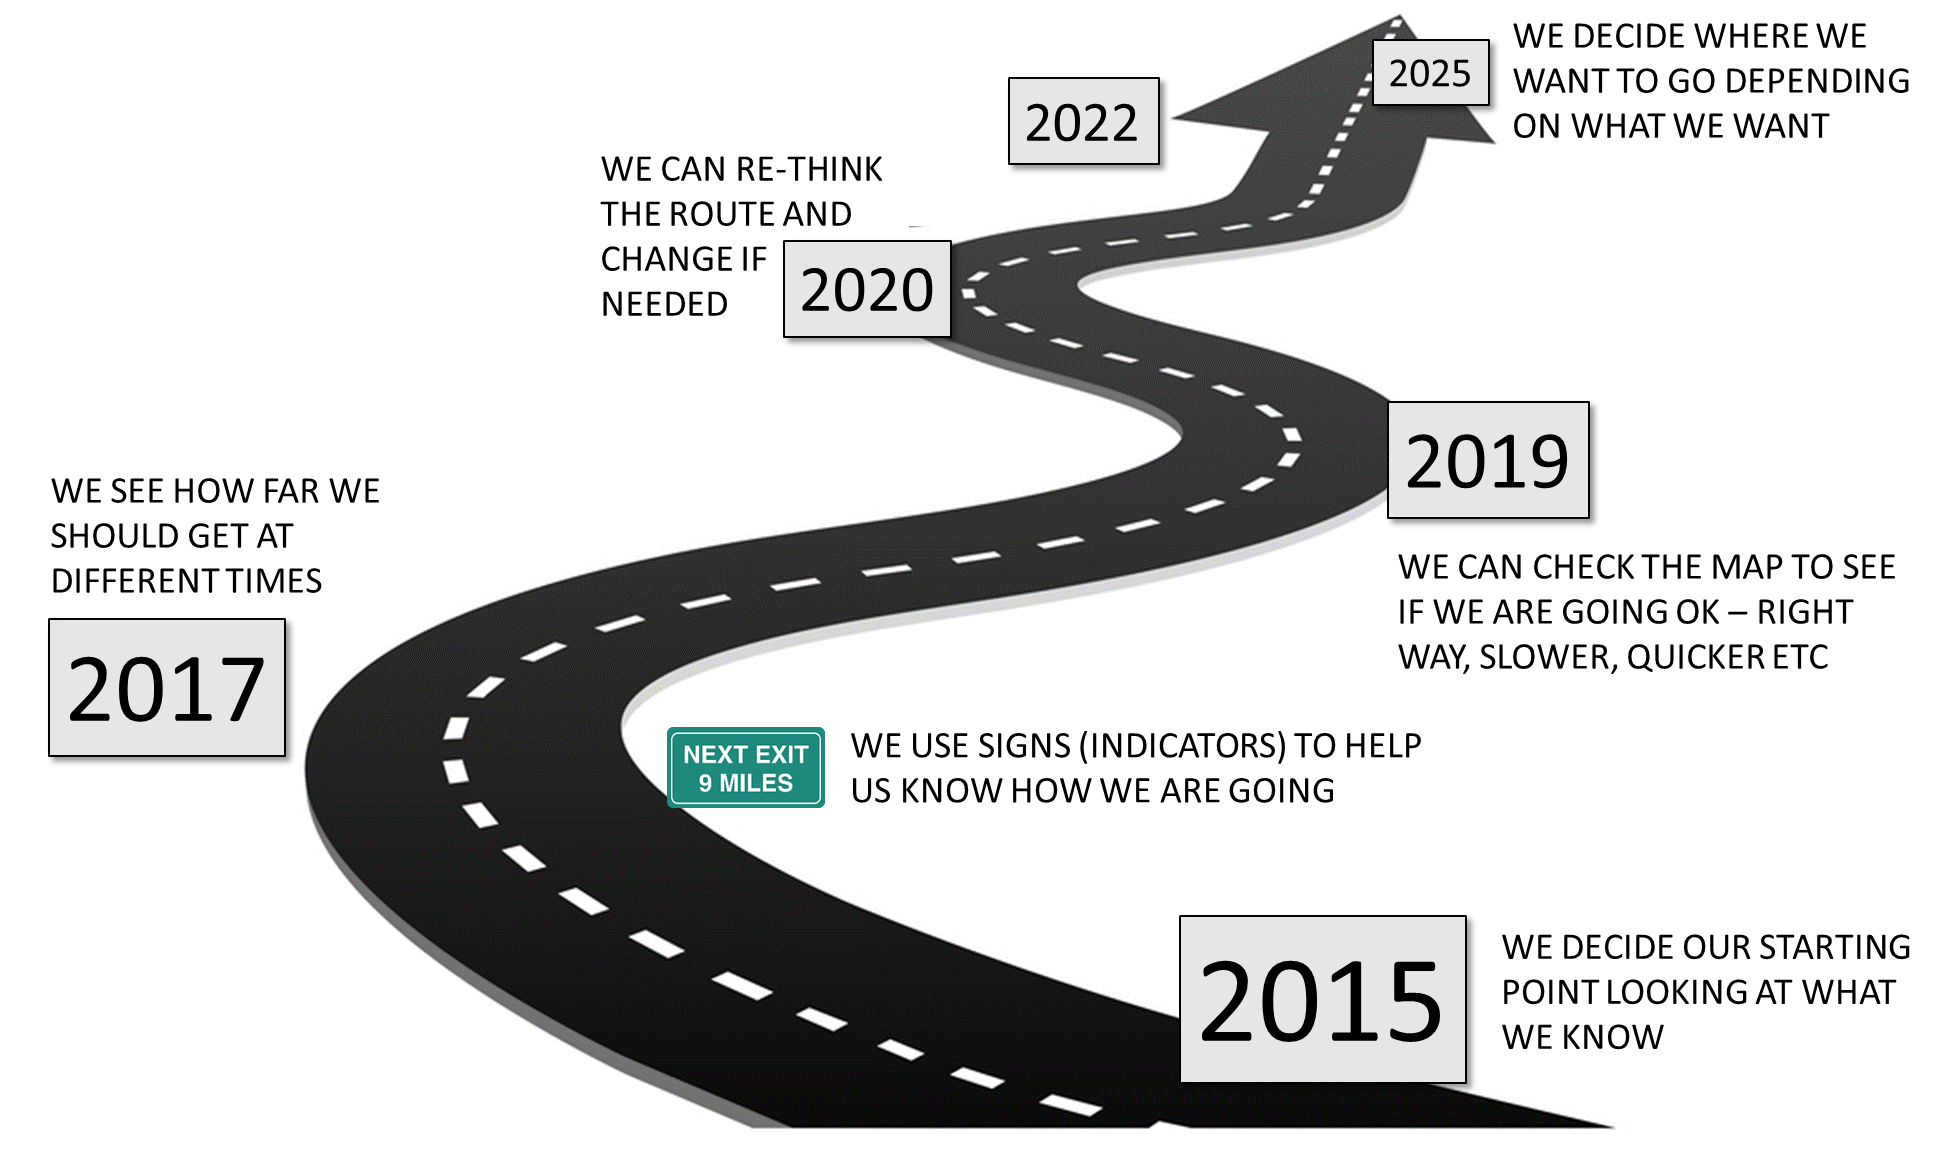 WE DECIDE WHERE WE
WANT TO GO DEPENDING
ON WHAT WE WANT
2025
2022
WE CAN RE-THINK
THE ROUTE AND
CHANGE IF
NEEDED
2020
2019
WE CAN CHECK THE MAP TO SEE
IF WE ARE GOING OK – RIGHT
WAY, SLOWER, QUICKER ETC
WE SEE HOW FAR WE
SHOULD GET AT
DIFFERENT TIMES
2017
NEXT EXIT
9 MILES
WE USE SIGNS (INDICATORS) TO HELP
US KNOW HOW WE ARE GOING
2015
WE DECIDE OUR STARTING
POINT LOOKING AT WHAT
WE KNOW